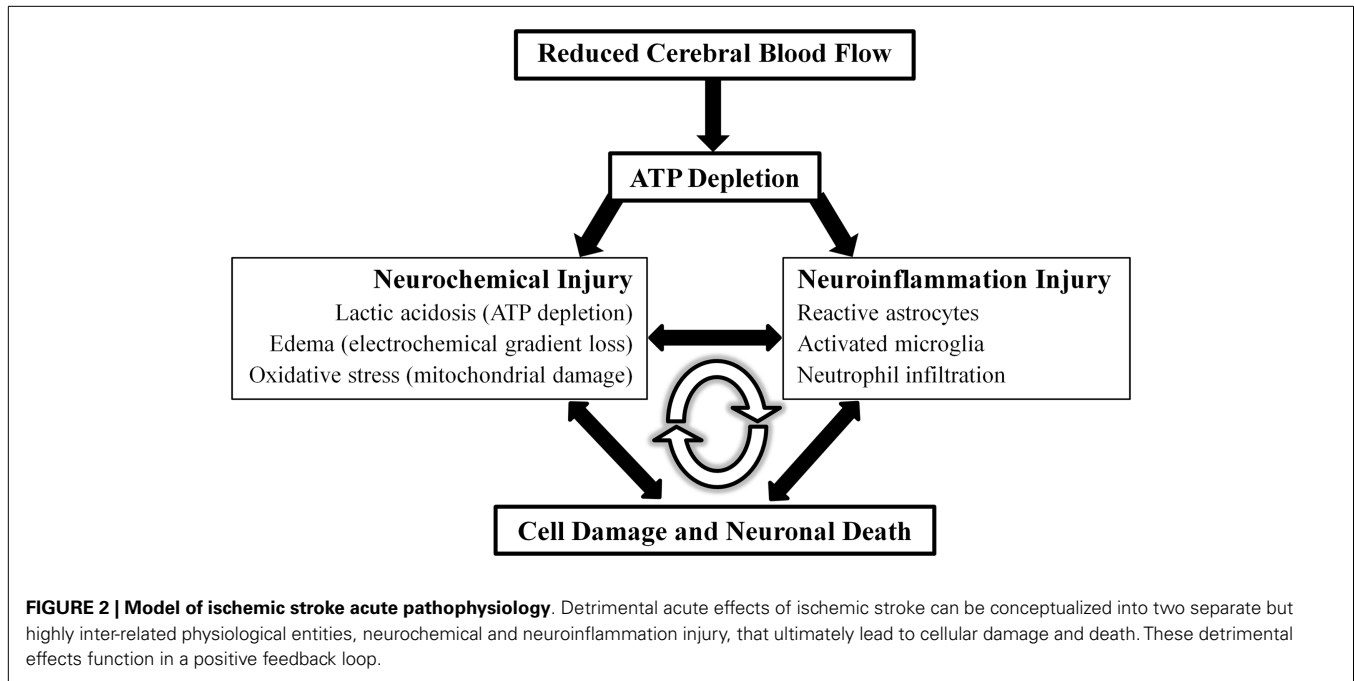 Reduced Cerebral Blood Flow
ATP Depletion
Neurochemical Injury
Lactic acidosis (ATP depletion)
Edema (electrochemical gradient loss)
Oxidative stress (mitochondrial damage)
Neuroinflammation Injury
Reactive astrocytes
Activated microglia
Neutrophil infiltration
Cell Damage and Neuronal Death
FIGURE 2 | Model of ischemic stroke acute pathophysiology. Detrimental acute effects of ischemic stroke can be conceptualized into two separate but
highly inter-related physiological entities, neurochemical and neuroinflammation injury, that ultimately lead to cellular damage and death. These detrimental
effects function in a positive feedback loop.